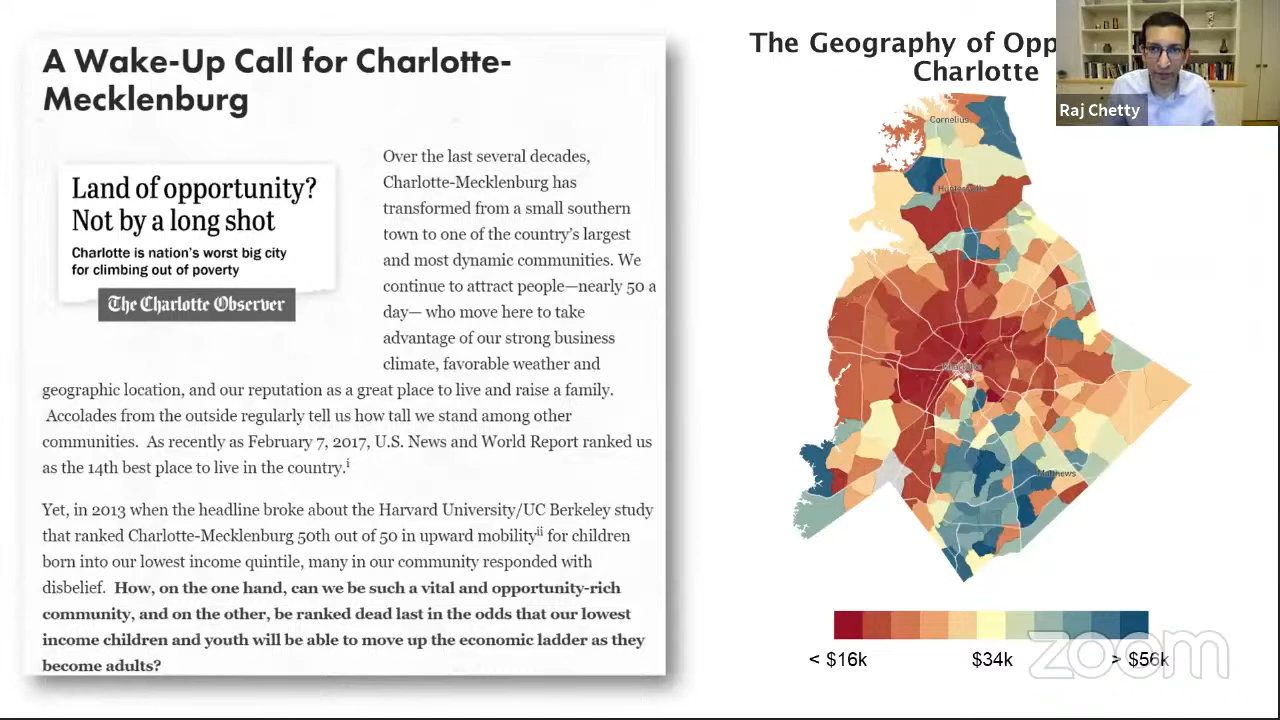 A Wake-Up Call for Charlotte-
Mecklenburg
Land of opportunity?
Not by a long shot
Charlotte is nation's worst big city
for climbing out of poverty
The Charlotte Observer
Over the last several decades,
Charlotte-Mecklenburg has
transformed from a small southern
town to one of the country's largest
and most dynamic communities. We
continue to attract people—nearly 50 a
day— who move here to take
advantage of our strong business
climate, favorable weather and
geographic location, and our reputation as a great place to live and raise a family.
Accolades from the outside regularly tell us how tall we stand among other
communities.  As recently as February 7, 2017, U.S. News and World Report ranked us
as the 14th best place to live in the country.i
Yet, in 2013 when the headline broke about the Harvard University/UC Berkeley study
that ranked Charlotte-Mecklenburg 50th out of 50 in upward mobilityii for children
born into our lowest income quintile, many in our community responded with
disbelief.  How, on the one hand, can we be such a vital and opportunity-rich
community, and on the other, be ranked dead last in the odds that our lowest
income children and youth will be able to move up the economic ladder as they
become adults?
The Geography of Opp
Charlotte
Raj Chetty
Cornelius
Huntersville
Charlotte
Matthews
< $16k
$34k
> $56k
zoom